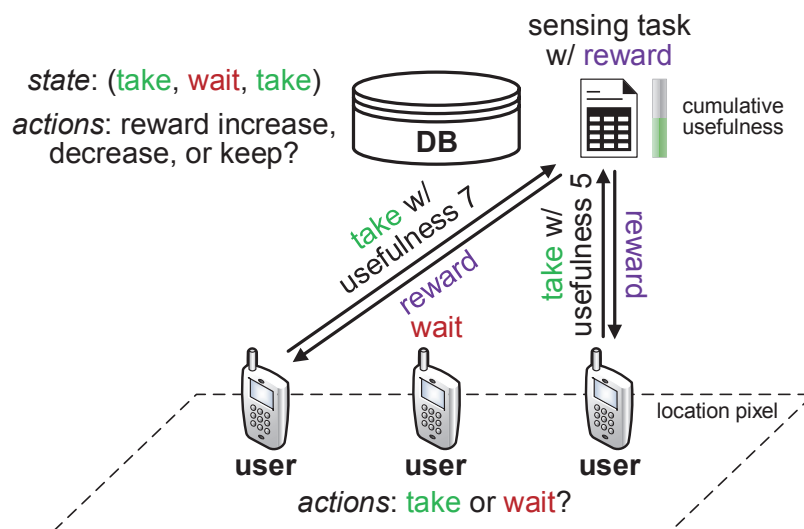 sensing task
w/ reward
state: (take, wait, take)
actions: reward increase,
decrease, or keep?
DB
cumulative
usefulness
take w/
usefulness 7
reward
take w/
usefulness 5
reward
wait
location pixel
user
user
user
actions: take or wait?